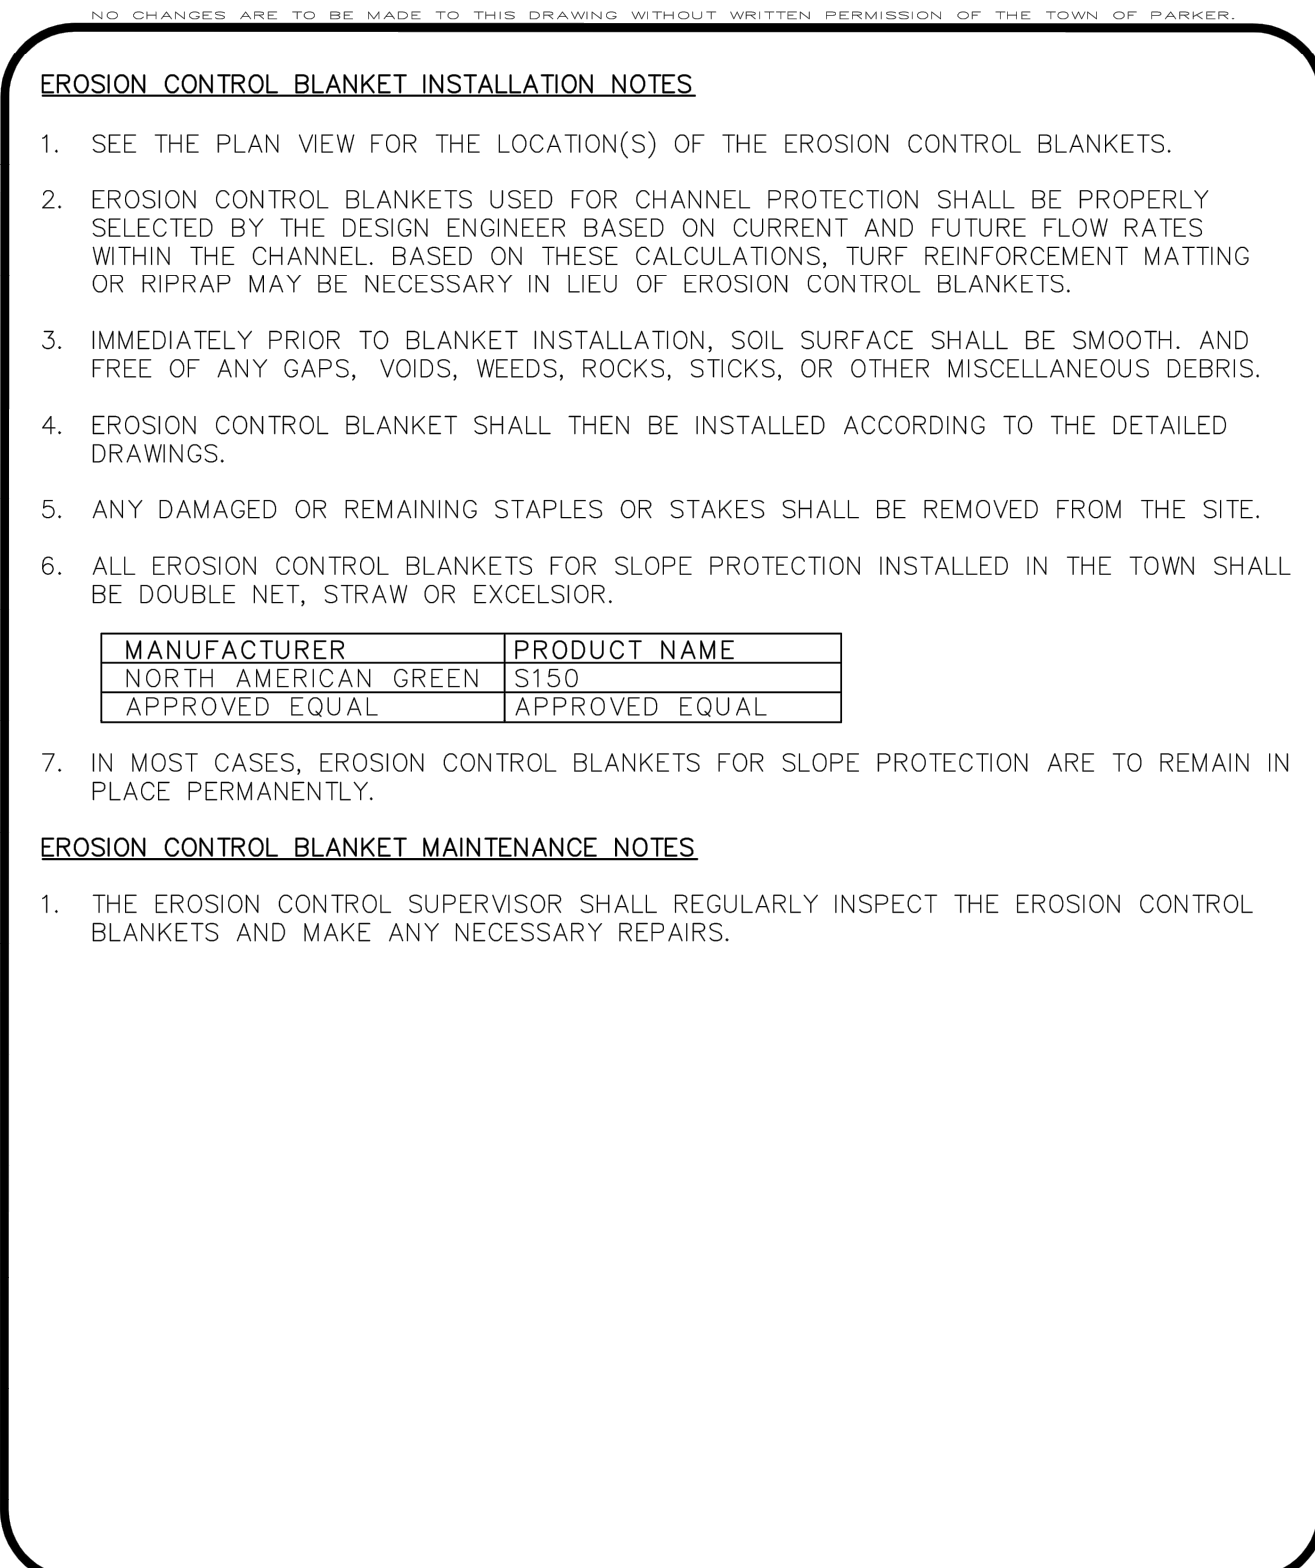 NO CHANGES ARE TO BE MADE TO THIS DRAWING WITHOUT WRITTEN PERMISSION OF THE TOWN OF PARKER.
EROSION CONTROL BLANKET INSTALLATION NOTES
1. SEE THE PLAN VIEW FOR THE LOCATION(S) OF THE EROSION CONTROL BLANKETS.
2. EROSION CONTROL BLANKETS USED FOR CHANNEL PROTECTION SHALL BE PROPERLY
SELECTED BY THE DESIGN ENGINEER BASED ON CURRENT AND FUTURE FLOW RATES
WITHIN THE CHANNEL. BASED ON THESE CALCULATIONS, TURF REINFORCEMENT MATTING
OR RIPRAP MAY BE NECESSARY IN LIEU OF EROSION CONTROL BLANKETS.
3. IMMEDIATELY PRIOR TO BLANKET INSTALLATION, SOIL SURFACE SHALL BE SMOOTH. AND
FREE OF ANY GAPS, VOIDS, WEEDS, ROCKS, STICKS, OR OTHER MISCELLANEOUS DEBRIS.
4. EROSION CONTROL BLANKET SHALL THEN BE INSTALLED ACCORDING TO THE DETAILED
DRAWINGS.
5. ANY DAMAGED OR REMAINING STAPLES OR STAKES SHALL BE REMOVED FROM THE SITE.
6. ALL EROSION CONTROL BLANKETS FOR SLOPE PROTECTION INSTALLED IN THE TOWN SHALL
BE DOUBLE NET, STRAW OR EXCELSIOR.
MANUFACTURER PRODUCT NAME
NORTH AMERICAN GREEN S150
APPROVED EQUAL APPROVED EQUAL
7. IN MOST CASES, EROSION CONTROL BLANKETS FOR SLOPE PROTECTION ARE TO REMAIN IN
PLACE PERMANENTLY.
EROSION CONTROL BLANKET MAINTENANCE NOTES
1. THE EROSION CONTROL SUPERVISOR SHALL REGULARLY INSPECT THE EROSION CONTROL
BLANKETS AND MAKE ANY NECESSARY REPAIRS.